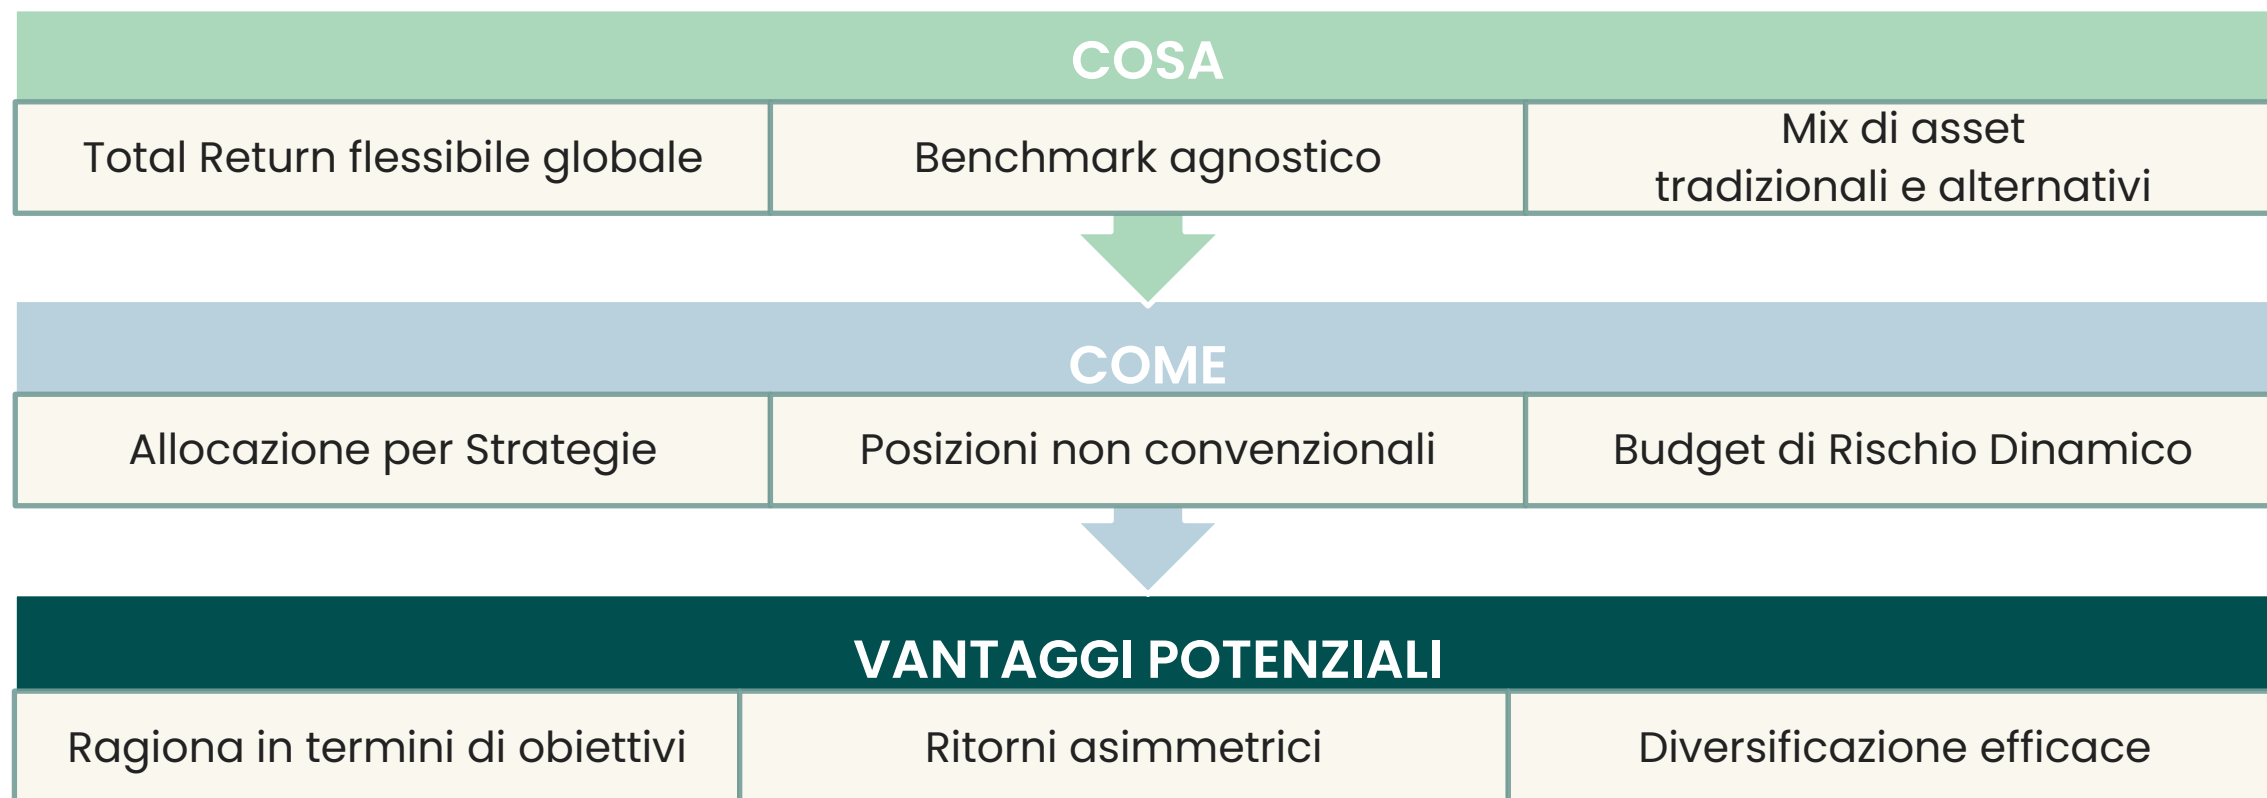 COSA
Total Return flessibile globale
Benchmark agnostico
Mix di asset
tradizionali e alternativi
COME
Allocazione per Strategie
Posizioni non convenzionali
Budget di Rischio Dinamico
VANTAGGI POTENZIALI
Ragiona in termini di obiettivi
Ritorni asimmetrici
Diversificazione efficace